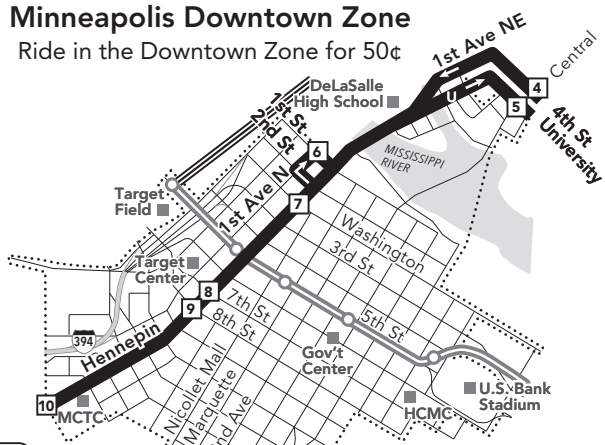 Minneapolis Downtown Zone
Ride in the Downtown Zone for 50¢
1st Ave NE
Central
4
5
4th St
University
U
DeLaSalle
High School
1st St
2nd St
6
MISSISSIPPI
RIVER
Target
Field
1st Ave N
7
Washington
3rd St
Target
Center
8
9
7th St
8th St
5th St
394
Hennepin
Gov't
Center
Nicollet Mall
Marquette
nd Ave
10
MCTC
HCMC
U.S. Bank
Stadium